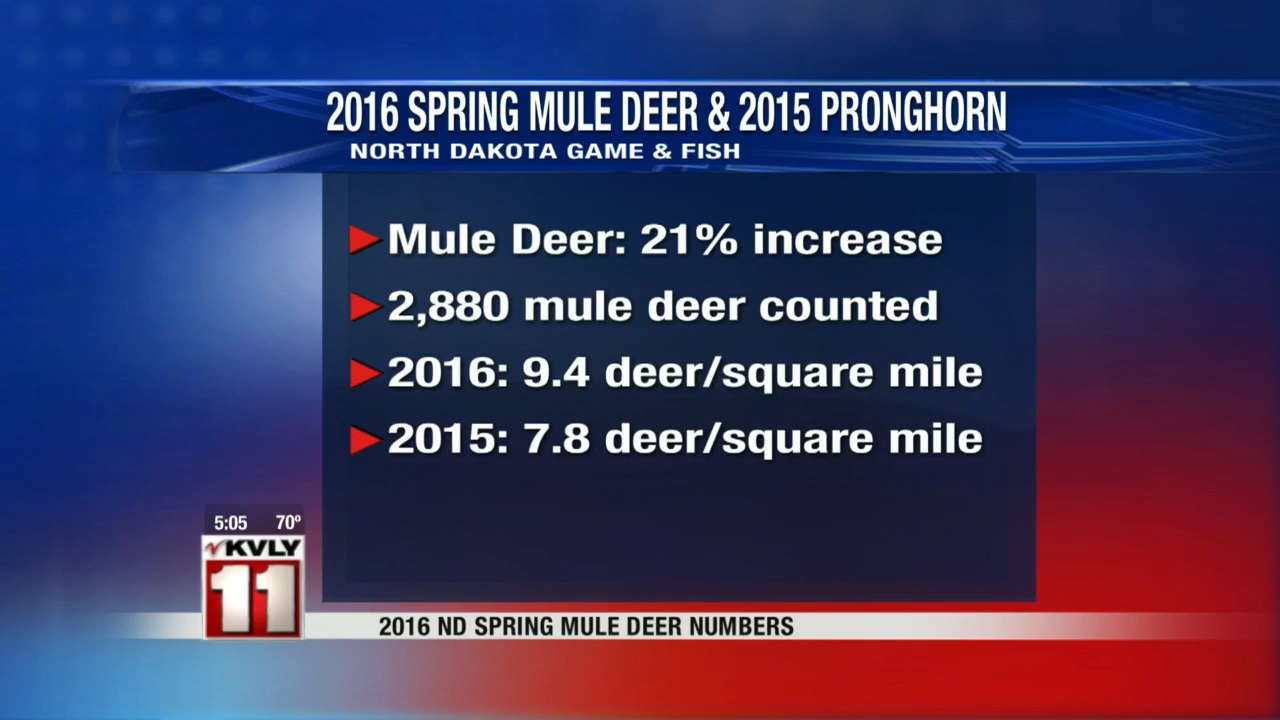 2016 SPRING MULE DEER & 2015 PRONGHORN
NORTH DAKOTA GAME & FISH
Mule Deer: 21% increase
2,880 mule deer counted
2016: 9.4 deer/square mile
2015: 7.8 deer/square mile
5:05 70º
KVLY
11
2016 ND SPRING MULE DEER NUMBERS